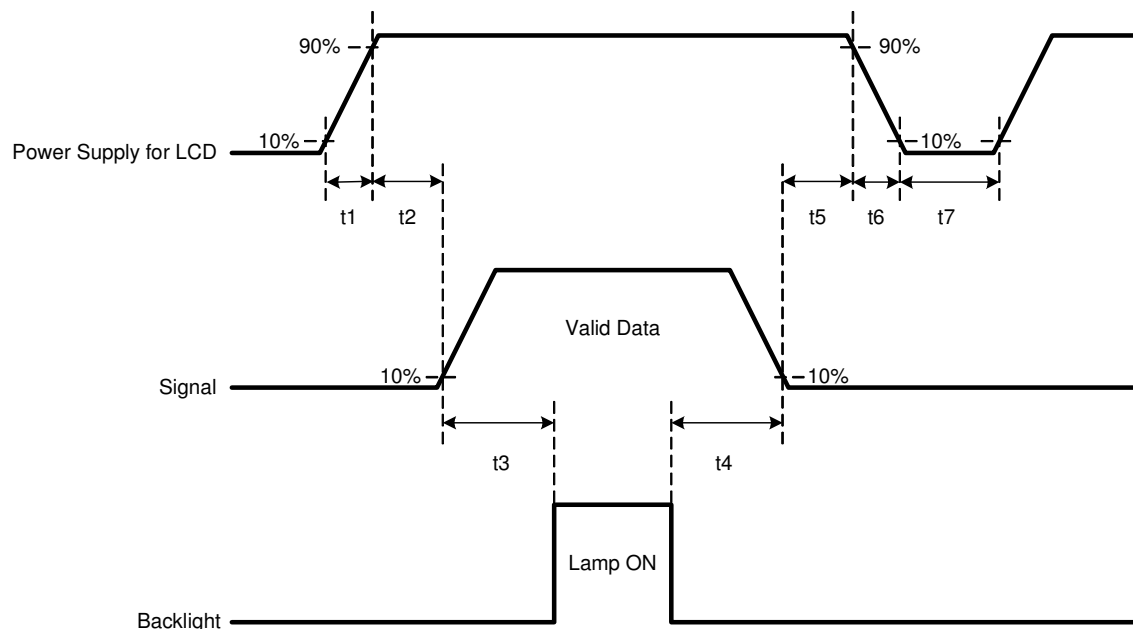 90%
90%
10%
Power Supply for LCD
10%
t1
t2
t5
t6
t7
Valid Data
10%
10%
Signal
t3
t4
Lamp ON
Backlight